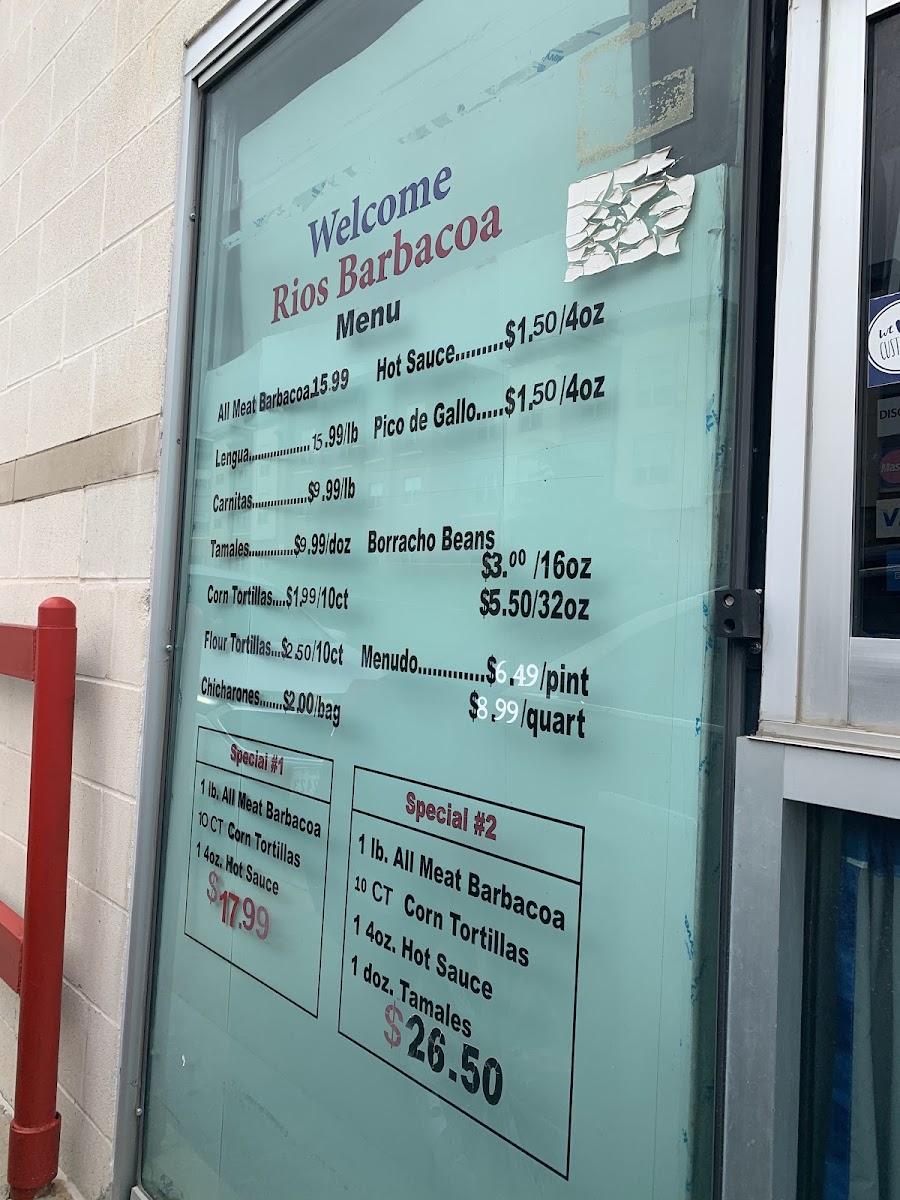 Welcome
Rios Barbacoa
Menu
All Meat Barbacoa.15.99
Lengua................15.99/lb
Carnitas..............$9.99/lb
Tamales............$9.99/doz
Corn Tortillas....$1.99/10ct
Flour Tortillas...$2.50/10ct
Chicharones.......$2.00/bag
Hot Sauce.........$1.50/4oz
Pico de Gallo.....$1.50/4oz
Borracho Beans
$3.00 /16oz
$5.50/32oz
Menudo............$6.49/pint
$8.99/quart
Special #1
1 lb. All Meat Barbacoa
10 CT Corn Tortillas
1 4oz. Hot Sauce
$17.99
Special #2
1 lb. All Meat Barbacoa
10 CT Corn Tortillas
1 4oz. Hot Sauce
1 doz. Tamales
$26.50